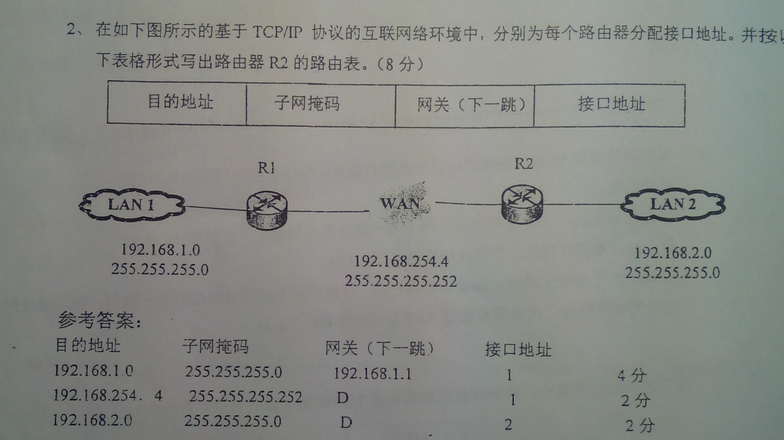 2、在如下图所示的基于 TCP/IP 协议的互联网络环境中，分别为每个路由器分配接口地址。并按
下表格形式写出路由器 R2 的路由表。（8 分）
目的地址 子网掩码 网关（下一跳） 接口地址
R1 R2
LAN 1 WAN LAN 2
192.168.1.0 192.168.254.4 192.168.2.0
255.255.255.0 255.255.255.252 255.255.255.0
参考答案：
目的地址 子网掩码 网关（下一跳） 接口地址
192.168.1.0 255.255.255.0 192.168.1.1 1 4分
192.168.254. 4 255.255.255.252 D 1 2分
192.168.2.0 255.255.255.0 D 2 2分